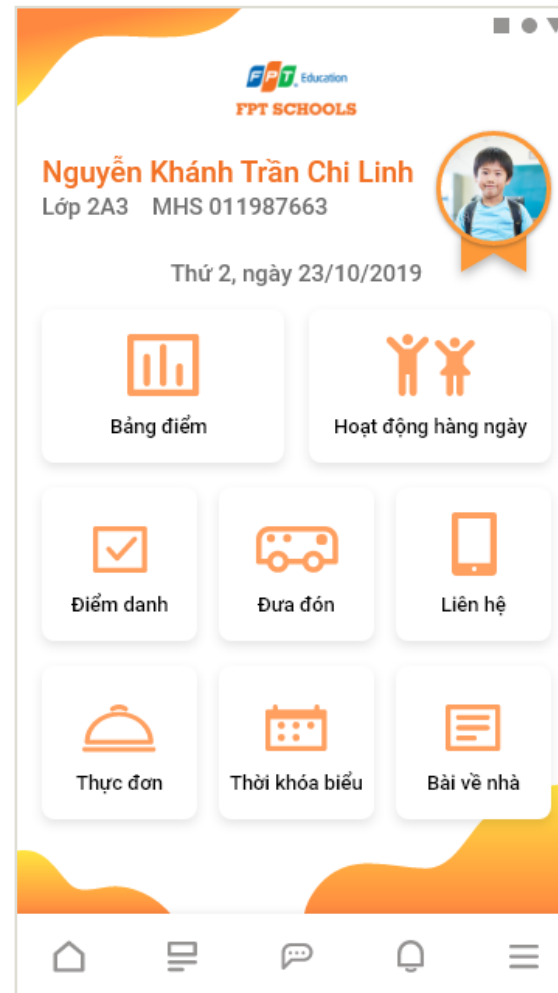 FPT Education
FPT SCHOOLS
Nguyễn Khánh Trần Chi Linh
Lớp 2A3 MHS 011987663
Thứ 2, ngày 23/10/2019
Bảng điểm
Hoạt động hàng ngày
Điểm danh
Đưa đón
Liên hệ
Thực đơn
Thời khóa biểu
Bài về nhà